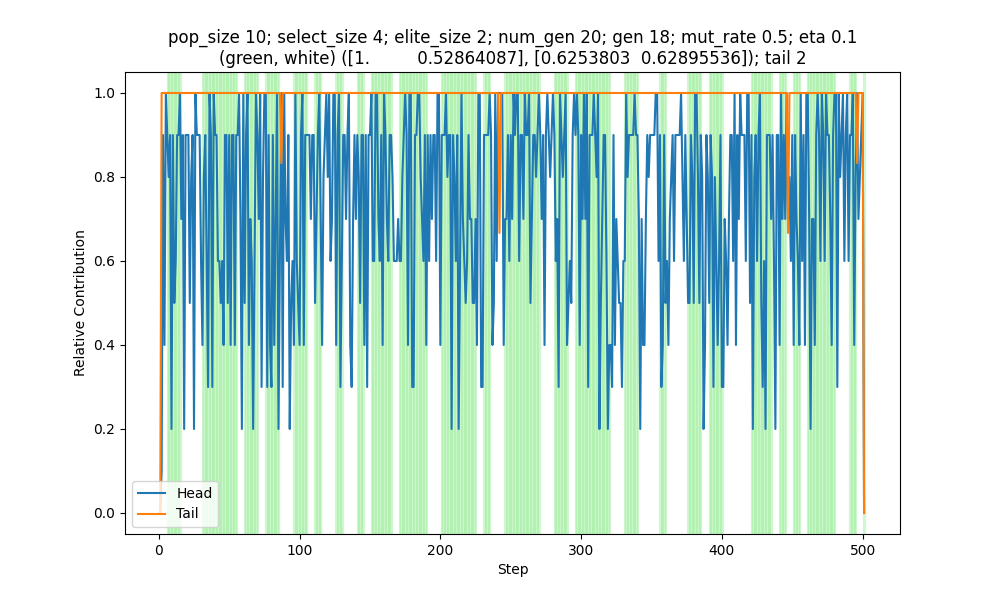 pop_size 10; select_size 4; elite_size 2; num_gen 20; gen 18; mut_rate 0.5; eta 0.1
(green, white) ([1.          0.52864087], [0.6253803  0.62895536]); tail 2
1.0
0.8
0.6
0.4
0.2
0.0
Relative Contribution
Head
Tail
0
100
200
300
400
500
Step